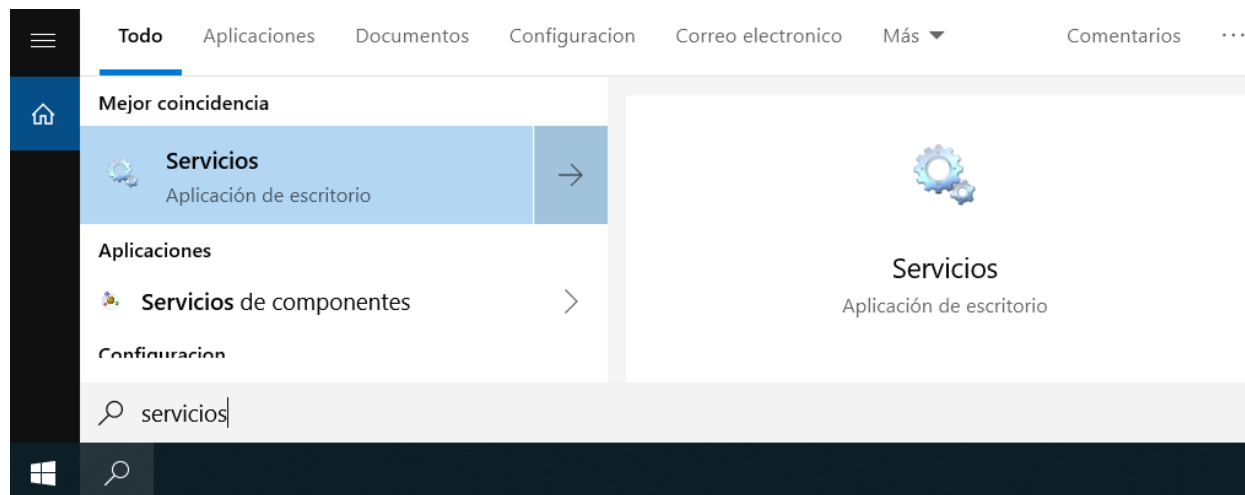 Todo Aplicaciones Documentos Configuracion Correo electronico Más Comentarios ...
Mejor coincidencia
Servicios
Aplicación de escritorio
Aplicaciones
Servicios de componentes
Configuracion
Servicios
Aplicación de escritorio
servicios